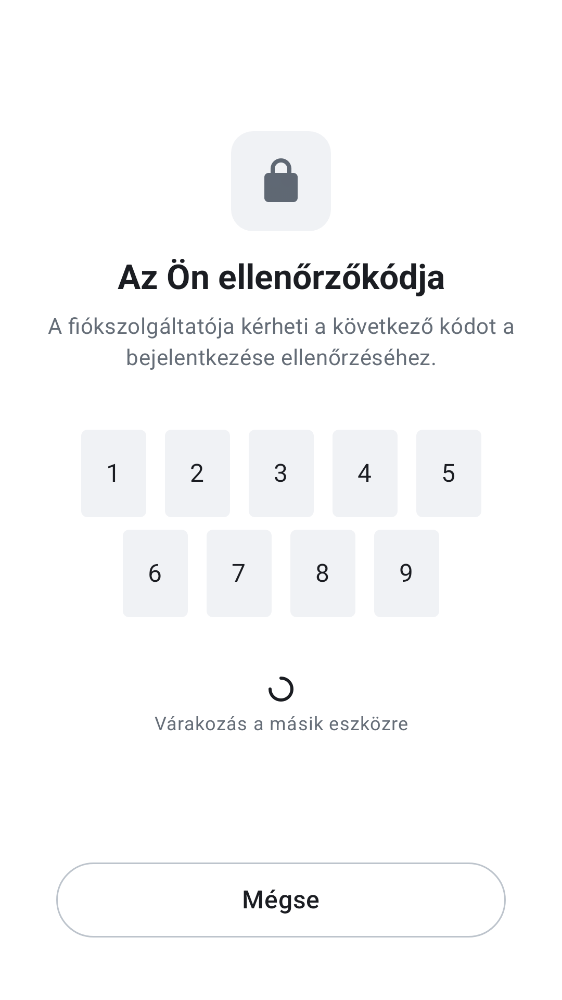 Az Ön ellenőrzőkódja
A fiókszolgáltatója kérheti a következő kódot a
bejelentkezése ellenőrzéséhez.
1 2 3 4 5
6 7 8 9
Várakozás a másik eszközre
Mégse